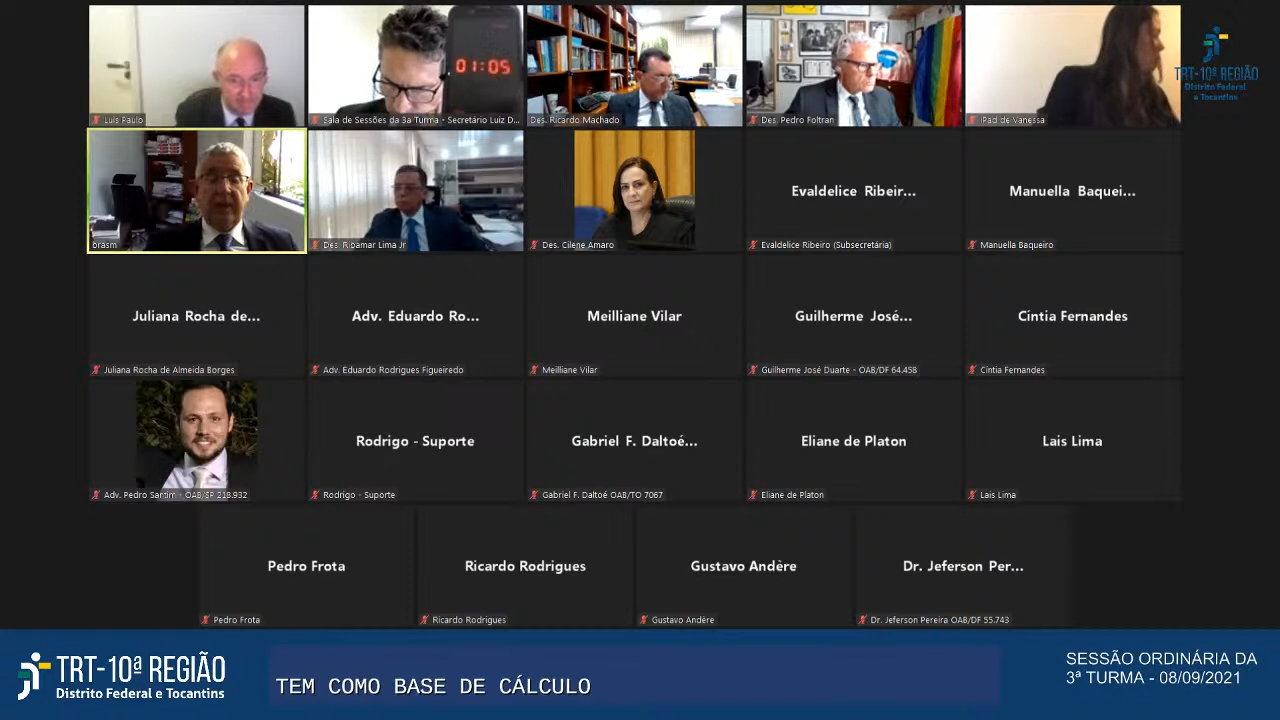 01:05
TRT-10ª REGIÃO
Distrito Federal
e Tocantins
Luis Paulo
Sala de Sessões da 3a Turma - Secretário Luiz D...
Des. Ricardo Machado
Des. Pedro Foltran
iPad de Vanessa
brasm
Des. Ribamar Lima Jr
Des. Cilene Amaro
Evaldelice Ribeir...
Evaldelice Ribeiro (Subsecretária)
Manuella Baquei...
Manuella Baqueiro
Juliana Rocha de...
Juliana Rocha de Almeida Borges
Adv. Eduardo Ro...
Adv. Eduardo Rodrigues Figueiredo
Meilliane Vilar
Meilliane Vilar
Guilherme José...
Guilherme José Duarte - OAB/DF 64.458
Cíntia Fernandes
Cíntia Fernandes
Adv. Pedro Santim - OAB/SP 218.932
Rodrigo - Suporte
Rodrigo - Suporte
Gabriel F. Daltoé...
Gabriel F. Daltoé OAB/TO 7067
Eliane de Platon
Eliane de Platon
Lais Lima
Lais Lima
Pedro Frota
Pedro Frota
Ricardo Rodrigues
Ricardo Rodrigues
Gustavo Andère
Gustavo Andère
Dr. Jeferson Per...
Dr. Jeferson Pereira OAB/DF 55.743
TRT-10ª REGIÃO
Distrito Federal e Tocantins
TEM COMO BASE DE CÁLCULO
SESSÃO ORDINÁRIA DA
3ª TURMA - 08/09/2021